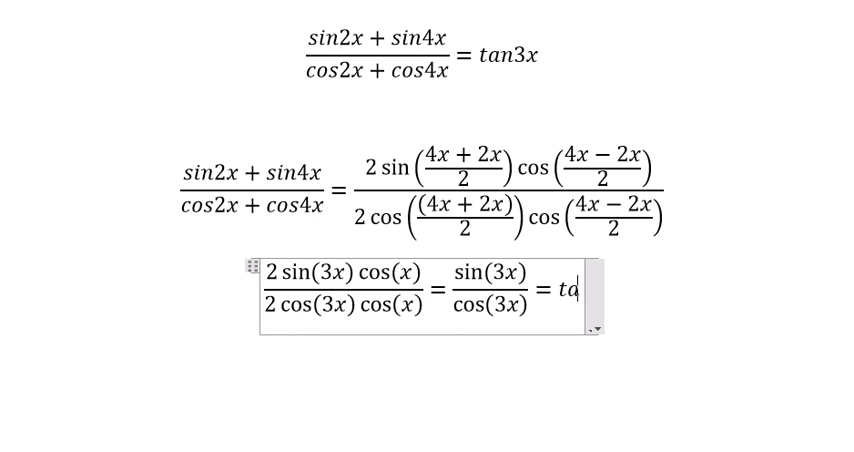 (sin2x + sin4x)/(cos2x + cos4x) = tan3x
(sin2x + sin4x)/(cos2x + cos4x) = (2 sin((4x + 2x)/2) cos((4x − 2x)/2))/(2 cos(((4x + 2x))/2) cos((4x − 2x)/2))
(2 sin(3x) cos(x))/(2 cos(3x) cos(x)) = sin(3x)/cos(3x) = ta